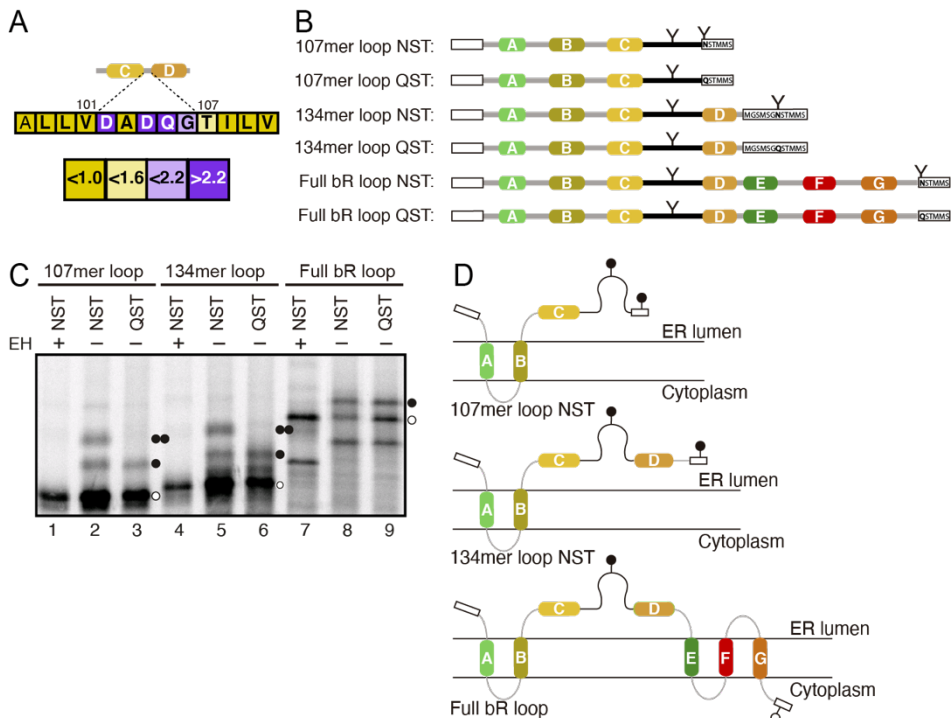 A
C D
101 107
A L L V D A D Q G T I L V
<1.0 <1.6 <2.2 >2.2
B
107mer loop NST: A B C NSTMMS
107mer loop QST: A B C QSTMMS
134mer loop NST: A B C D MGSMSGNSTMMS
134mer loop QST: A B C D MGSMSGQSTMMS
Full bR loop NST: A B C D E F G NSTMMS
Full bR loop QST: A B C D E F G QSTMMS
C
107mer loop 134mer loop Full bR loop
NST NST QST NST NST QST NST NST QST
EH + – – + – – + – –
1 2 3 4 5 6 7 8 9
D
C
ER lumen
A B
Cytoplasm
107mer loop NST
C D
ER lumen
A B
Cytoplasm
134mer loop NST
C D
ER lumen
A B E F G
Cytoplasm
Full bR loop